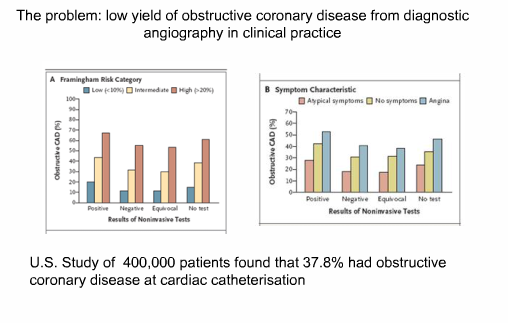 The problem: low yield of obstructive coronary disease from diagnostic
angiography in clinical practice
A Framingham Risk Category
Low (<10%) Intermediate High (>20%)
100
90
80
70
60
50
40
30
20
10
0
Obstructive CAD (%)
Positive Negative Equivocal No test
Results of Noninvasive Tests
B Symptom Characteristic
Atypical symptoms No symptoms Angina
70
60
50
40
30
20
10
0
Obstructive CAD (%)
Positive Negative Equivocal No test
Results of Noninvasive Tests
U.S. Study of 400,000 patients found that 37.8% had obstructive
coronary disease at cardiac catheterisation